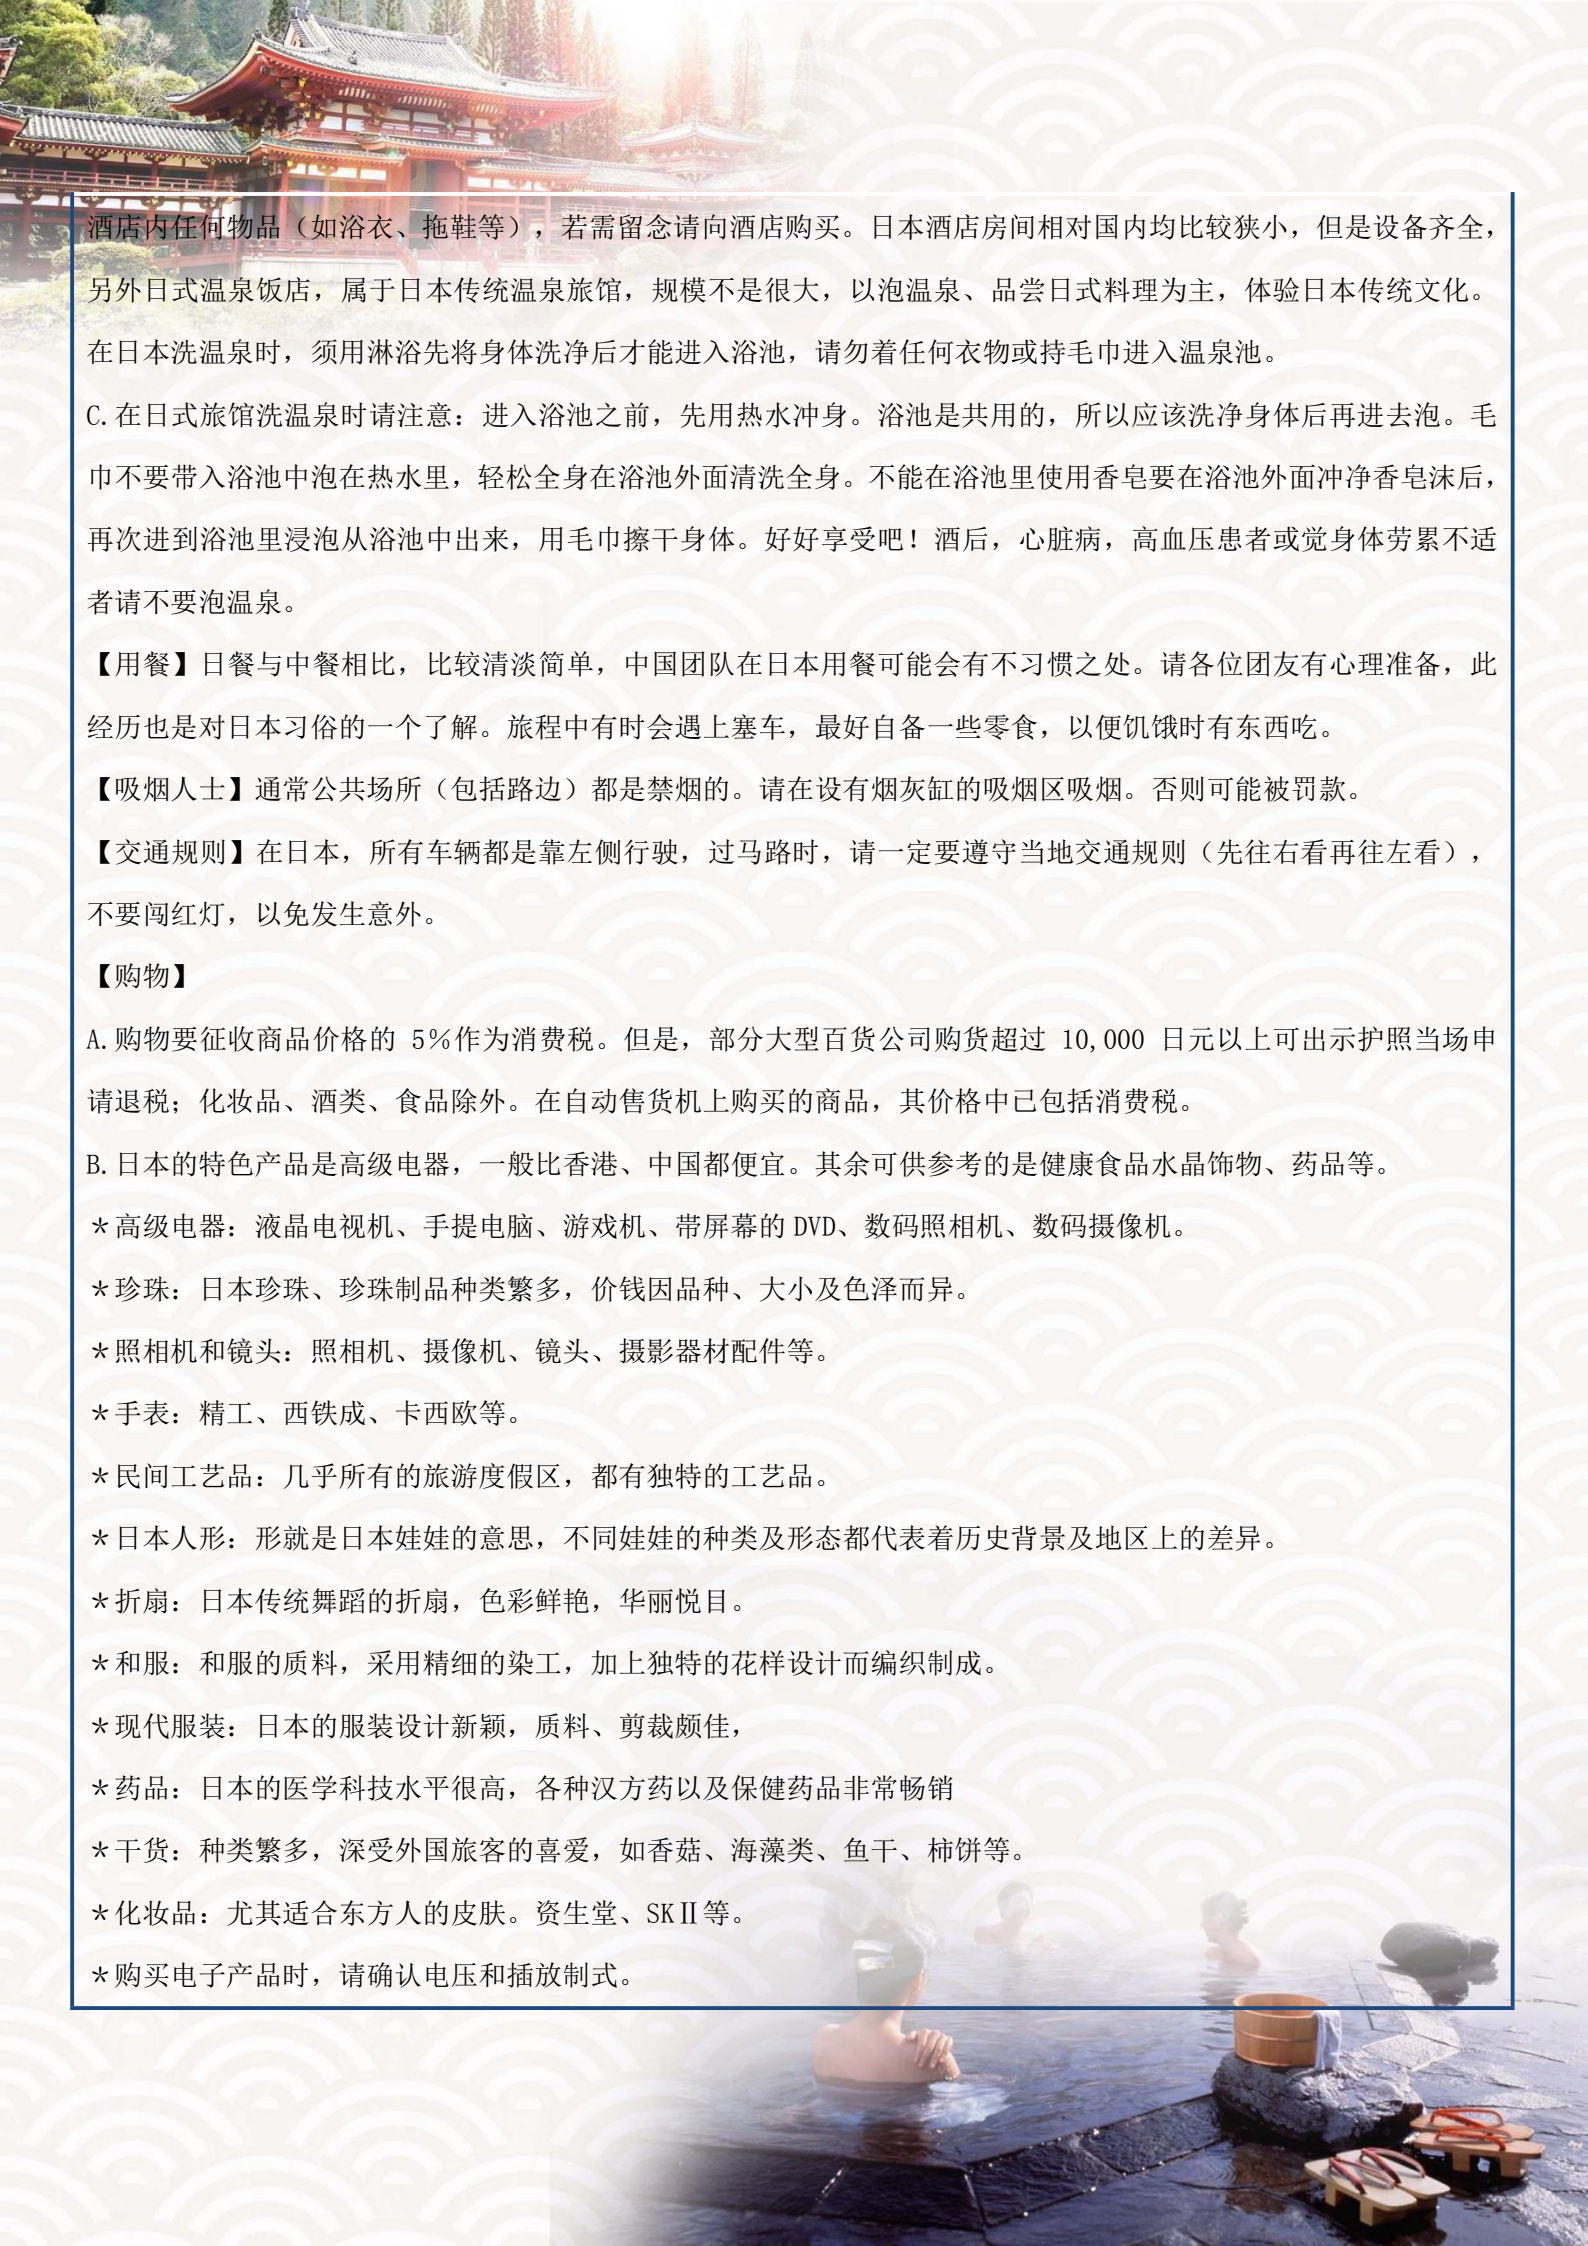 酒店内任何物品（如浴衣、拖鞋等），若需留念请向酒店购买。日本酒店房间相对国内均比较狭小，但是设备齐全，
另外日式温泉饭店，属于日本传统温泉旅馆，规模不是很大，以泡温泉、品尝日式料理为主，体验日本传统文化。
在日本洗温泉时，须用淋浴先将身体洗净后才能进入浴池，请勿着任何衣物或持毛巾进入温泉池。
C.在日式旅馆洗温泉时请注意：进入浴池之前，先用热水冲身。浴池是共用的，所以应该洗净身体后再进去泡。毛
巾不要带入浴池中泡在热水里，轻松全身在浴池外面清洗全身。不能在浴池里使用香皂要在浴池外面冲净香皂沫后，
再次进到浴池里浸泡从浴池中出来，用毛巾擦干身体。好好享受吧！酒后，心脏病，高血压患者或觉身体劳累不适
者请不要泡温泉。
【用餐】日餐与中餐相比，比较清淡简单，中国团队在日本用餐可能会有不习惯之处。请各位团友有心理准备，此
经历也是对日本习俗的一个了解。旅程中有时会遇上塞车，最好自备一些零食，以便饥饿时有东西吃。
【吸烟人士】通常公共场所（包括路边）都是禁烟的。请在设有烟灰缸的吸烟区吸烟。否则可能被罚款。
【交通规则】在日本，所有车辆都是靠左侧行驶，过马路时，请一定要遵守当地交通规则（先往右看再往左看），
不要闯红灯，以免发生意外。
【购物】
A.购物要征收商品价格的 5％作为消费税。但是，部分大型百货公司购货超过 10,000 日元以上可出示护照当场申
请退税；化妆品、酒类、食品除外。在自动售货机上购买的商品，其价格中已包括消费税。
B.日本的特色产品是高级电器，一般比香港、中国都便宜。其余可供参考的是健康食品水晶饰物、药品等。
＊高级电器：液晶电视机、手提电脑、游戏机、带屏幕的 DVD、数码照相机、数码摄像机。
＊珍珠：日本珍珠、珍珠制品种类繁多，价钱因品种、大小及色泽而异。
＊照相机和镜头：照相机、摄像机、镜头、摄影器材配件等。
＊手表：精工、西铁成、卡西欧等。
＊民间工艺品：几乎所有的旅游度假区，都有独特的工艺品。
＊日本人形：形就是日本娃娃的意思，不同娃娃的种类及形态都代表着历史背景及地区上的差异。
＊折扇：日本传统舞蹈的折扇，色彩鲜艳，华丽悦目。
＊和服：和服的质料，采用精细的染工，加上独特的花样设计而编织制成。
＊现代服装：日本的服装设计新颖，质料、剪裁颇佳，
＊药品：日本的医学科技水平很高，各种汉方药以及保健药品非常畅销
＊干货：种类繁多，深受外国旅客的喜爱，如香菇、海藻类、鱼干、柿饼等。
＊化妆品：尤其适合东方人的皮肤。资生堂、SKⅡ等。
＊购买电子产品时，请确认电压和插放制式。